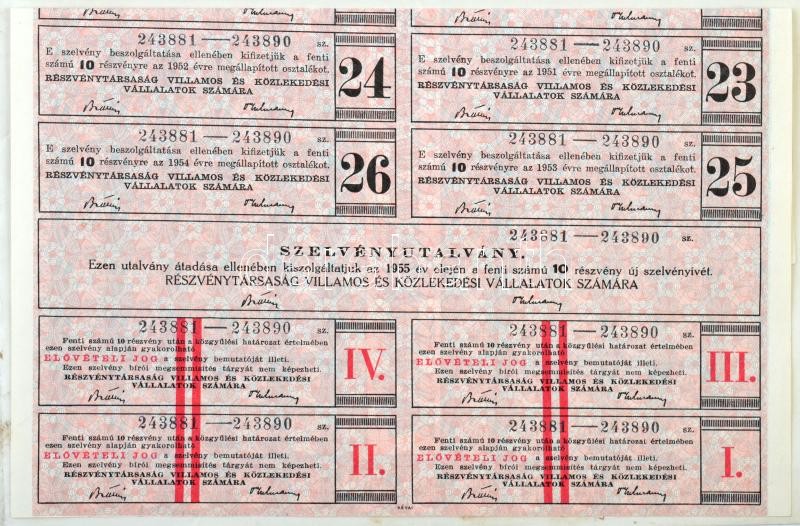 243881—243890 sz.
E szelvény beszolgáltatása ellenében kifizetjük a fenti
számú 10 részvényre az 1952 évre megállapított osztalékot.
RÉSZVÉNYTÁRSASÁG VILLAMOS ÉS KÖZLEKEDÉSI
VÁLLALATOK SZÁMÁRA
24
243881—243890 sz.
E szelvény beszolgáltatása ellenében kifizetjük a fenti
számú 10 részvényre az 1951 évre megállapított osztalékot.
RÉSZVÉNYTÁRSASÁG VILLAMOS ÉS KÖZLEKEDÉSI
VÁLLALATOK SZÁMÁRA
23
243881—243890 sz.
E szelvény beszolgáltatása ellenében kifizetjük a fenti
számú 10 részvényre az 1954 évre megállapított osztalékot.
RÉSZVÉNYTÁRSASÁG VILLAMOS ÉS KÖZLEKEDÉSI
VÁLLALATOK SZÁMÁRA
26
243881—243890 sz.
E szelvény beszolgáltatása ellenében kifizetjük a fenti
számú 10 részvényre az 1953 évre megállapított osztalékot.
RÉSZVÉNYTÁRSASÁG VILLAMOS ÉS KÖZLEKEDÉSI
VÁLLALATOK SZÁMÁRA
25
243881—243890 sz.
SZELVÉNYUTALVÁNY.
Ezen utalvány átadása ellenében kiszolgáltatjuk az 1955 év elején a fenti számú 10 részvény új szelvényivét.
RÉSZVÉNYTÁRSASÁG VILLAMOS ÉS KÖZLEKEDÉSI VÁLLALATOK SZÁMÁRA
243881—243890 sz.
Fenti számú 10 részvény után a közgyűlési határozat értelmében
ezen szelvény alapján gyakorolható
ELŐVÉTELI JOG a szelvény bemutatóját illeti.
Ezen szelvény bírói megsemmisítés tárgyát nem képezheti.
RÉSZVÉNYTÁRSASÁG VILLAMOS ÉS KÖZLEKEDÉSI
VÁLLALATOK SZÁMÁRA
IV.
243881—243890 sz.
Fenti számú 10 részvény után a közgyűlési határozat értelmében
ezen szelvény alapján gyakorolható
ELŐVÉTELI JOG a szelvény bemutatóját illeti.
Ezen szelvény bírói megsemmisítés tárgyát nem képezheti.
RÉSZVÉNYTÁRSASÁG VILLAMOS ÉS KÖZLEKEDÉSI
VÁLLALATOK SZÁMÁRA
III.
243881—243890 sz.
Fenti számú 10 részvény után a közgyűlési határozat értelmében
ezen szelvény alapján gyakorolható
ELŐVÉTELI JOG a szelvény bemutatóját illeti.
Ezen szelvény bírói megsemmisítés tárgyát nem képezheti.
RÉSZVÉNYTÁRSASÁG VILLAMOS ÉS KÖZLEKEDÉSI
VÁLLALATOK SZÁMÁRA
II.
243881—243890 sz.
Fenti számú 10 részvény után a közgyűlési határozat értelmében
ezen szelvény alapján gyakorolható
ELŐVÉTELI JOG a szelvény bemutatóját illeti.
Ezen szelvény bírói megsemmisítés tárgyát nem képezheti.
RÉSZVÉNYTÁRSASÁG VILLAMOS ÉS KÖZLEKEDÉSI
VÁLLALATOK SZÁMÁRA
I.
RÉVAI